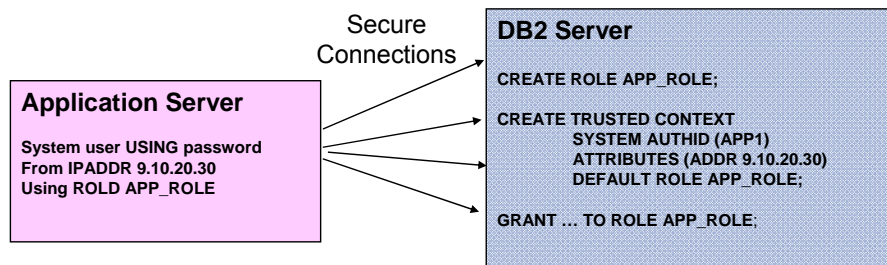 Secure
Connections
Application Server
System user USING password
From IPADDR 9.10.20.30
Using ROLD APP_ROLE
DB2 Server
CREATE ROLE APP_ROLE;
CREATE TRUSTED CONTEXT
SYSTEM AUTHID (APP1)
ATTRIBUTES (ADDR 9.10.20.30)
DEFAULT ROLE APP_ROLE;
GRANT … TO ROLE APP_ROLE;